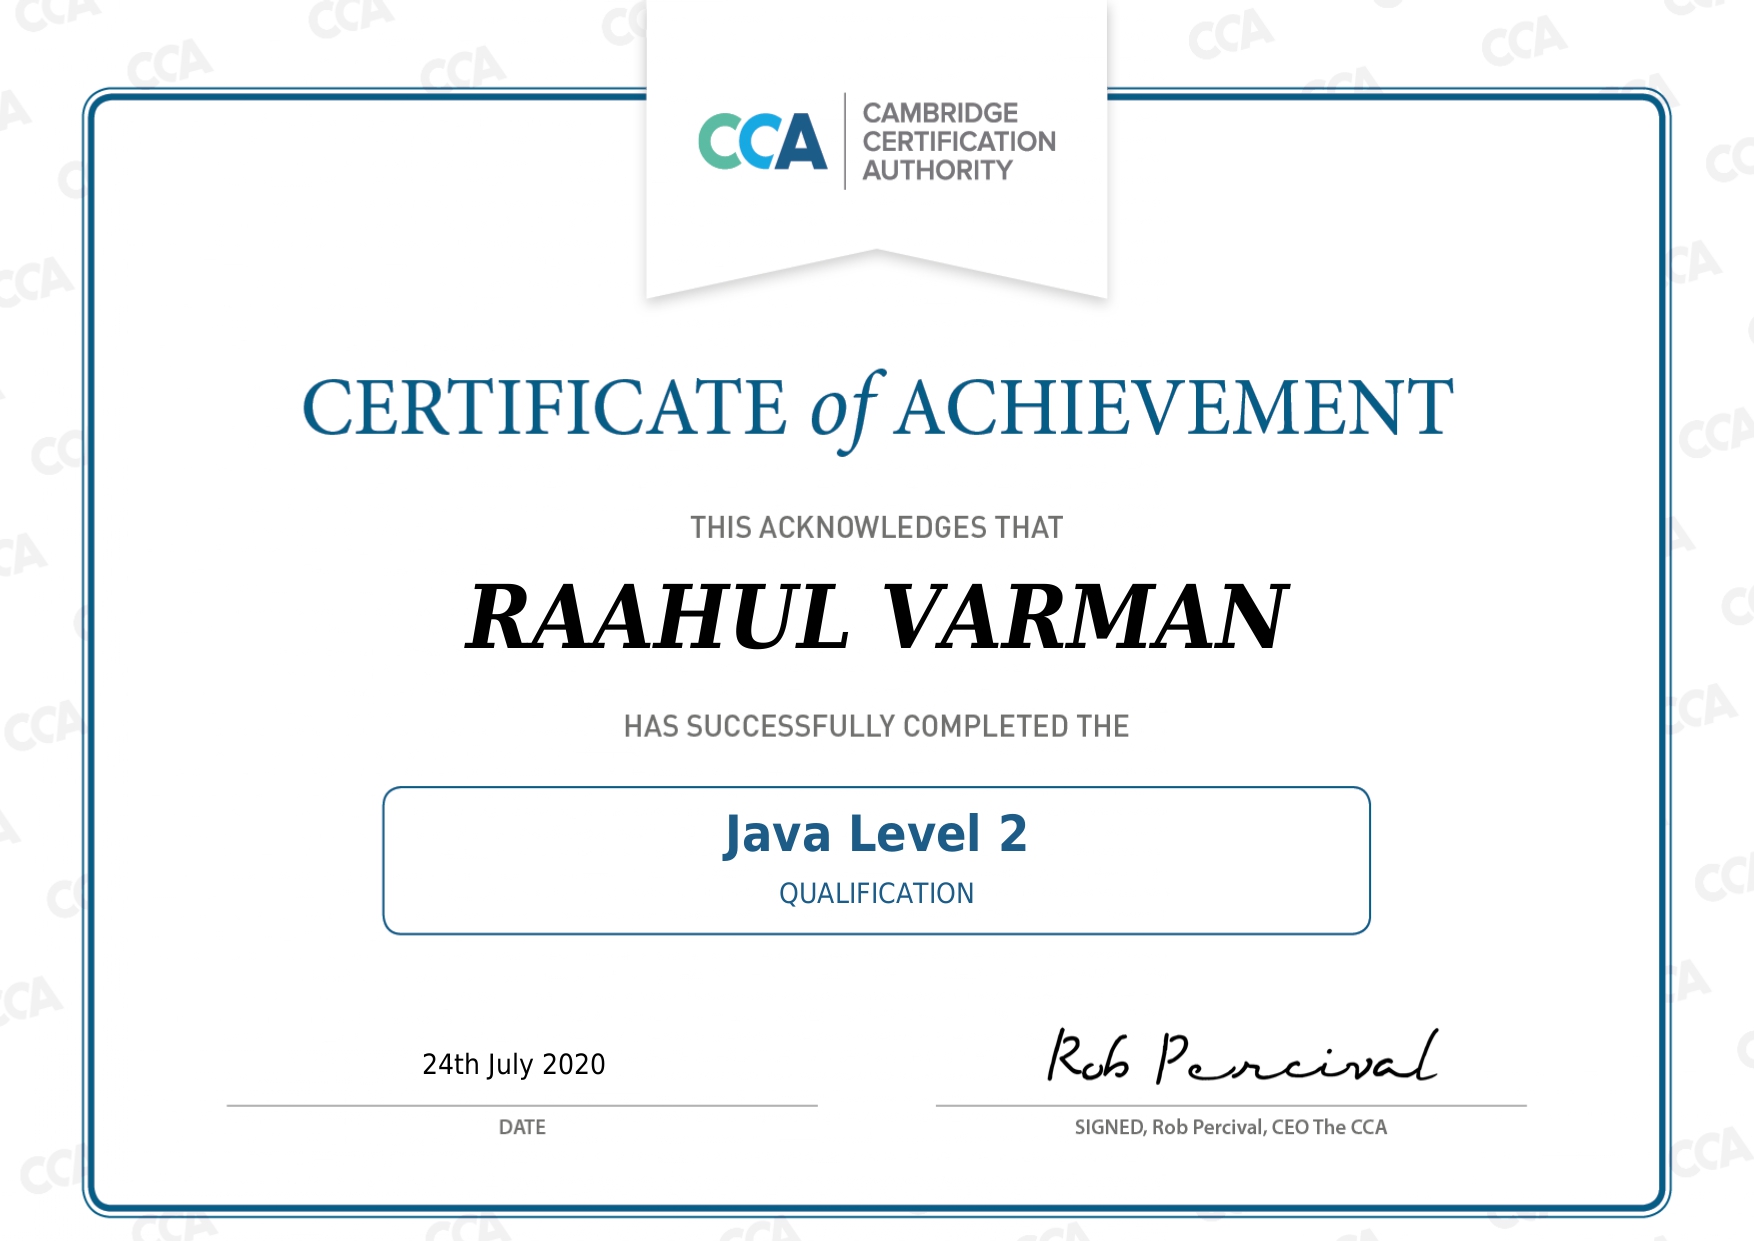 CCA
CAMBRIDGE
CERTIFICATION
AUTHORITY
CERTIFICATE of ACHIEVEMENT
THIS ACKNOWLEDGES THAT
RAAHUL VARMAN
HAS SUCCESSFULLY COMPLETED THE
Java Level 2
QUALIFICATION
24th July 2020
Rob Percival
DATE
SIGNED, Rob Percival, CEO The CCA